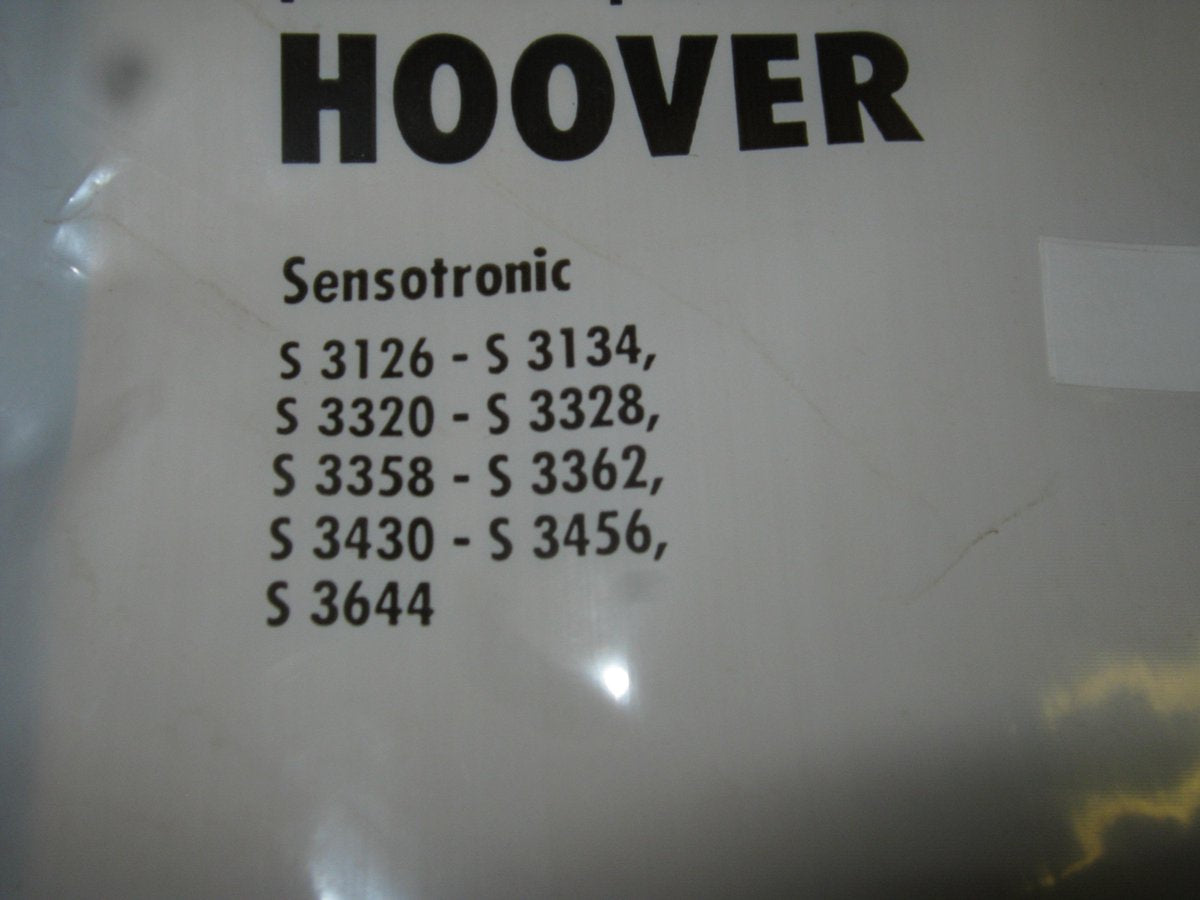 HOOVER
Sensotronic
S 3126 - S 3134,
S 3320 - S 3328,
S 3358 - S 3362,
S 3430 - S 3456,
S 3644